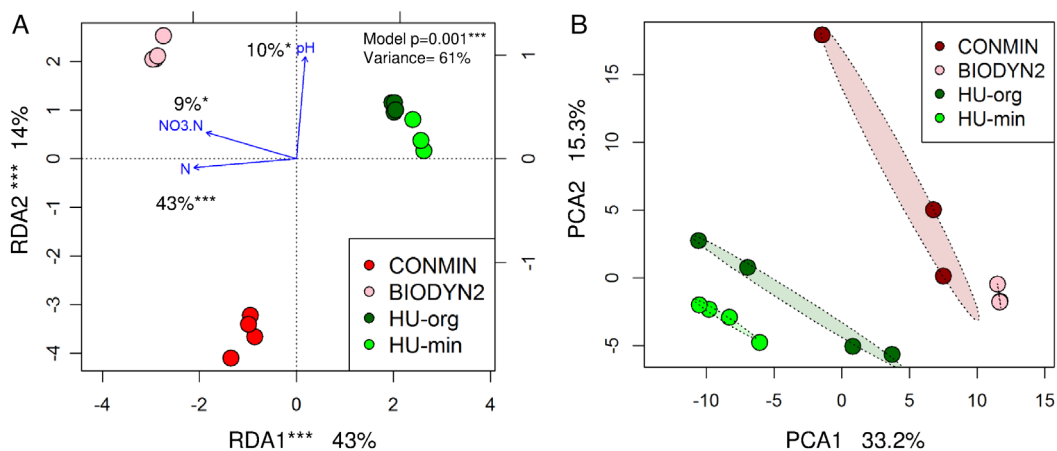 A
10%*
pH
Model p=0.001***
Variance= 61%
9%*
NO3.N
N
43%***
CONMIN
BIODYN2
HU-org
HU-min
2
1
0
-1
-2
-3
-4
1
0
-1
-4
-2
0
2
4
RDA2 *** 14%
RDA1*** 43%
B
CONMIN
BIODYN2
HU-org
HU-min
15
5
0
-5
-10
-5
0
5
10
15
PCA2 15.3%
PCA1 33.2%